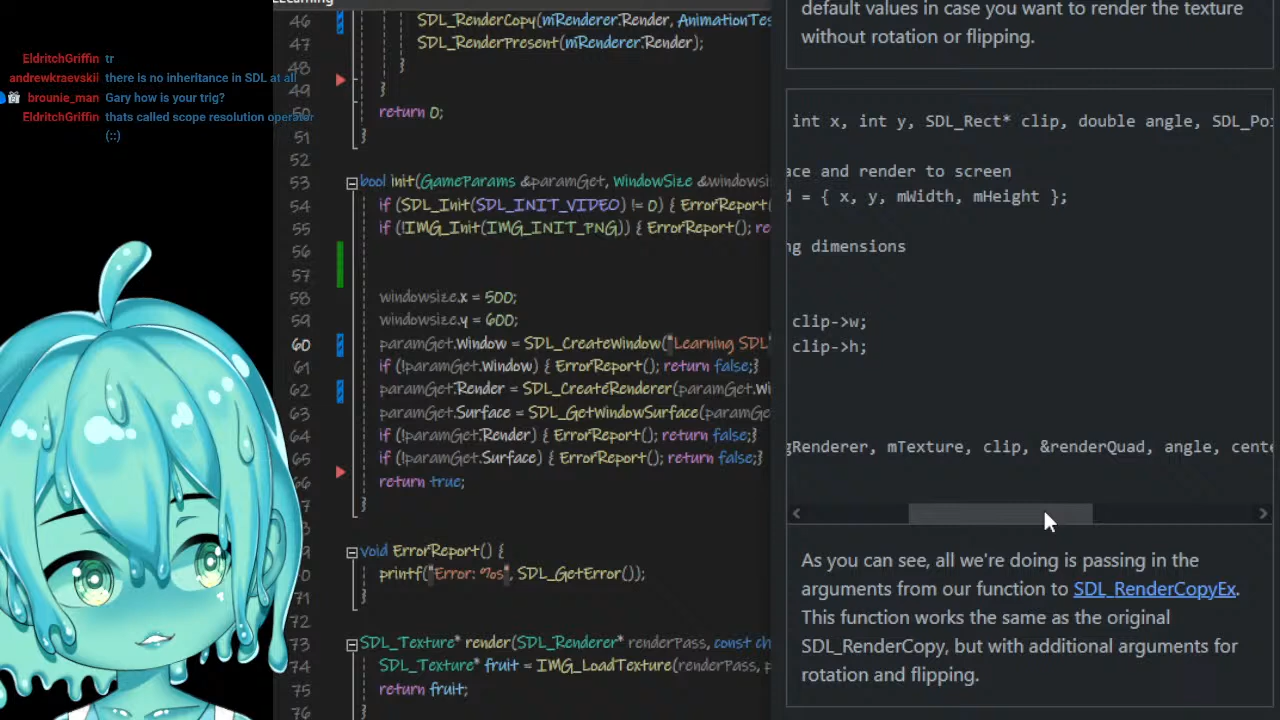 EldritchGriffin tr
andrewkraevskii there is no inheritance in SDL at all
brounie_man Gary how is your trig?
EldritchGriffin thats called scope resolution operator
(::)
46 SDL_RenderCopy(mRenderer.Render, AnimationTes
47 SDL_RenderPresent(mRenderer.Render);
48 }
49 }
50 return 0;
51 }
52
53 bool Init(GameParams &paramGet, WindowSize &windowsi
54 if (SDL_Init(SDL_INIT_VIDEO) != 0) { ErrorReport(
55 if (!IMG_Init(IMG_INIT_PNG)) { ErrorReport(); re
56
57
58 windowsize.x = 500;
59 windowsize.y = 600;
60 paramGet.Window = SDL_CreateWindow("Learning SDL"
61 if (!paramGet.Window) { ErrorReport(); return false;}
62 paramGet.Render = SDL_CreateRenderer(paramGet.Wi
63 paramGet.Surface = SDL_GetWindowSurface(paramGe
64 if (!paramGet.Render) { ErrorReport(); return false;}
65 if (!paramGet.Surface) { ErrorReport(); return false;}
66 return true;
7 }
3
9 void ErrorReport() {
0 printf("Error: %s", SDL_GetError());
71 }
72
73 SDL_Texture* render(SDL_Renderer* renderPass, const ch
74 SDL_Texture* fruit = IMG_LoadTexture(renderPass, p
75 return fruit;
76 }
default values in case you want to render the texture
without rotation or flipping.
int x, int y, SDL_Rect* clip, double angle, SDL_Poi
ace and render to screen
d = { x, y, mWidth, mHeight };
ng dimensions
clip->w;
clip->h;
gRenderer, mTexture, clip, &renderQuad, angle, cente
As you can see, all we're doing is passing in the
arguments from our function to SDL_RenderCopyEx.
This function works the same as the original
SDL_RenderCopy, but with additional arguments for
rotation and flipping.